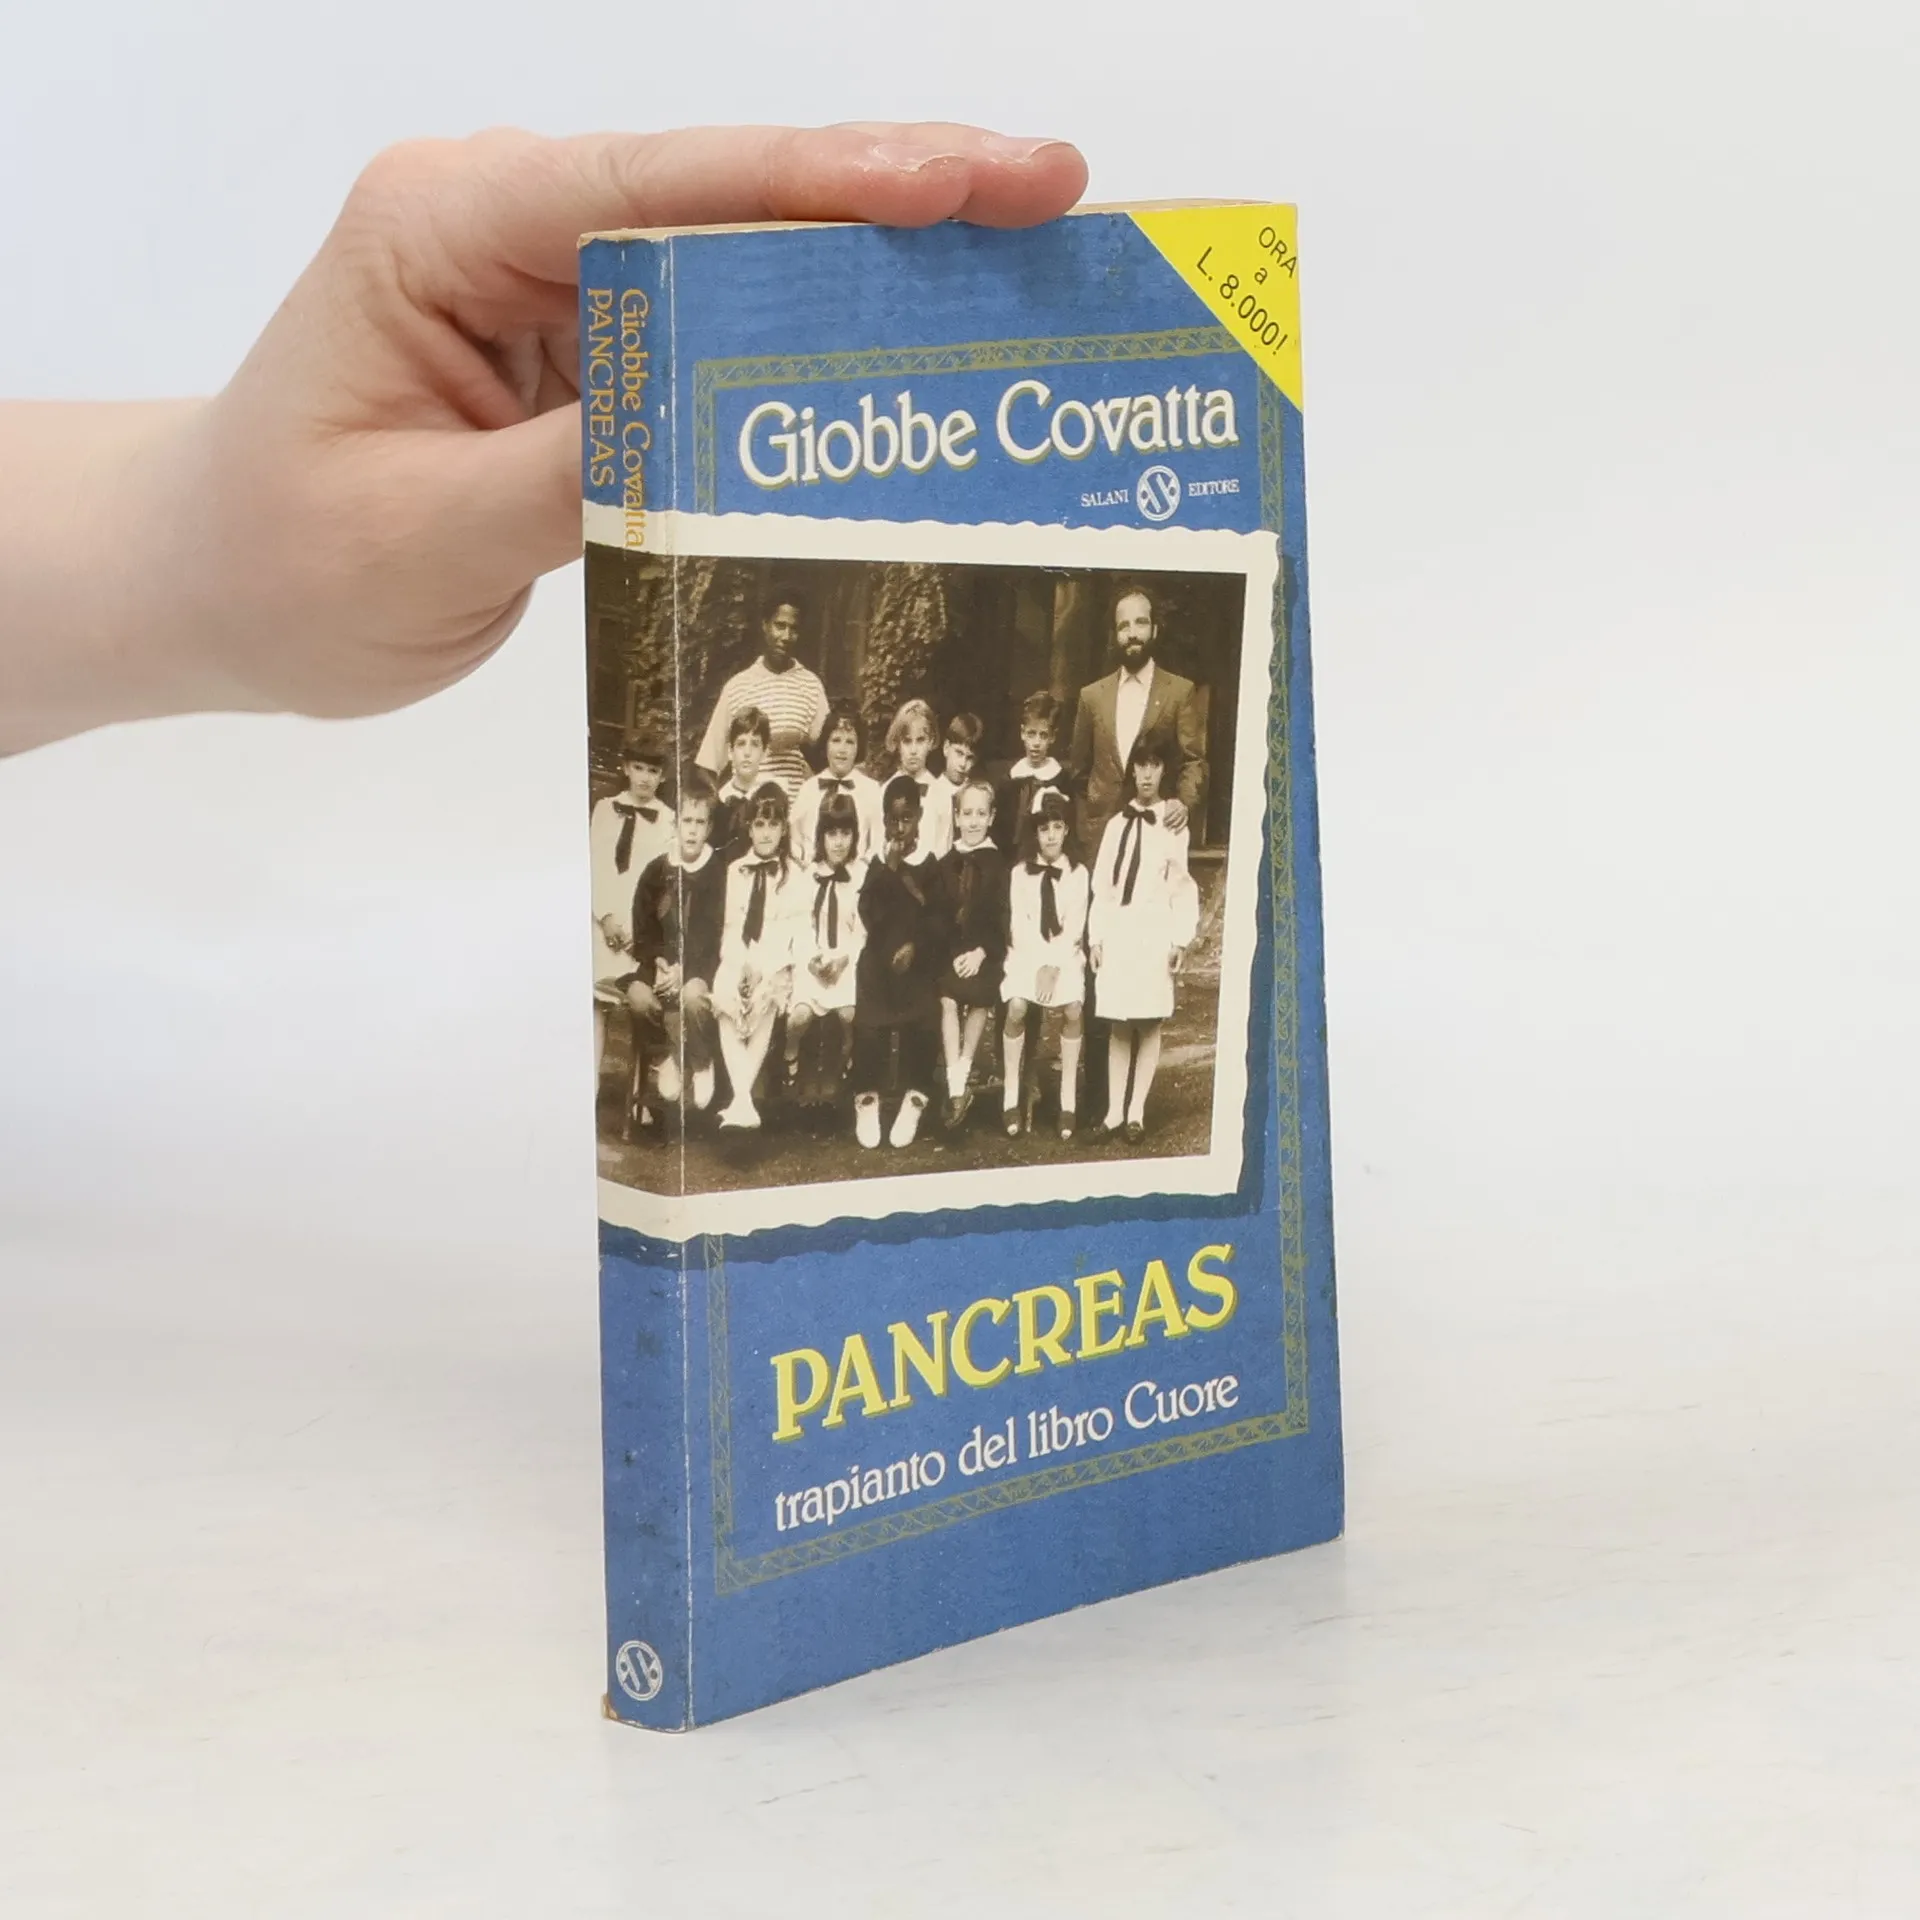 Giobbe Covatta
PANCREAS
ORA
a
L. 8.000!
Giobbe Covatta
SALANI EDITORE
PANCREAS
trapianto del libro Cuore